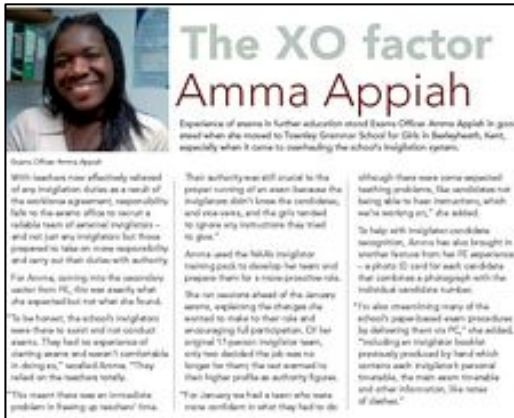 The XO factor
Amma Appiah
Experience of exams in further education stood Exams Officer Amma Appiah in good
stead when she moved to Townley Grammar School for Girls in Bexleyheath, Kent,
especially when it came to overhauling the school's invigilation system.
Exams Officer Amma Appiah
With teachers now effectively relieved
of any invigilation duties as a result of
the workforce agreement, responsibility
falls to the exams office to recruit a
reliable team of external invigilators –
and not just any invigilators but those
prepared to take on more responsibility
and carry out their duties with authority.
For Amma, coming into the secondary
sector from FE, this was exactly what
she expected but not what she found.
"To be honest, the school's invigilators
were there to assist and not conduct
exams. They had no experience of
starting exams and weren't comfortable
in doing so," recalled Amma. "They
relied on the teachers totally.
"This meant there was an immediate
problem in freeing up teachers' time.
Their authority was still crucial to the
proper running of an exam because the
invigilators didn't know the candidates,
and vice versa, and the girls tended
to ignore any instructions they tried
to give."
Amma used the NAA's invigilator
training pack to develop her team and
prepare them for a more proactive role.
The ran sessions ahead of the January
exams, explaining the changes she
wanted to make to their role and
encouraging full participation. Of her
original 17-person invigilator team,
only two decided the job was no
longer for them; the rest warmed to
their higher profile as authority figures.
"For January we had a team who were
more confident in what they had to do
although there were some expected
teething problems, like candidates not
being able to hear instructions, which
we're working on," she added.
To help with invigilator-candidate
recognition, Amma has also brought in
another feature from her FE experience
– a photo ID card for each candidate
that combines a photograph with the
individual candidate number.
"I'm also streamlining many of the
school's paper-based exam procedures
by delivering them via PC," she added,
"including an invigilator booklet
previously produced by hand which
contains each invigilator's personal
timetable, the main exam timetable
and other information, like notes
of clashes."